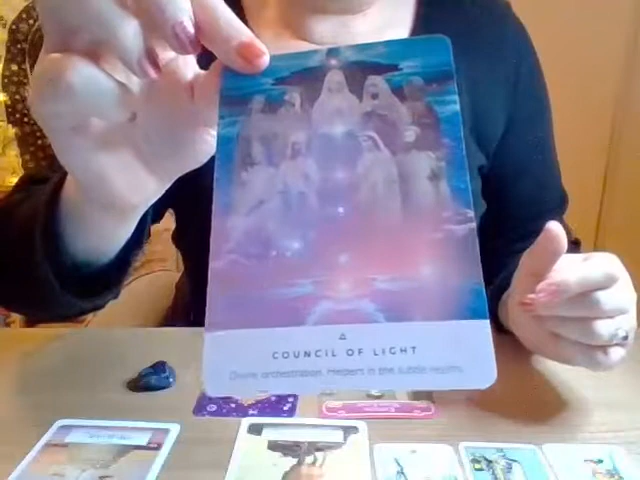 COUNCIL OF LIGHT
Divine orchestration. Helpers in the subtle realms.